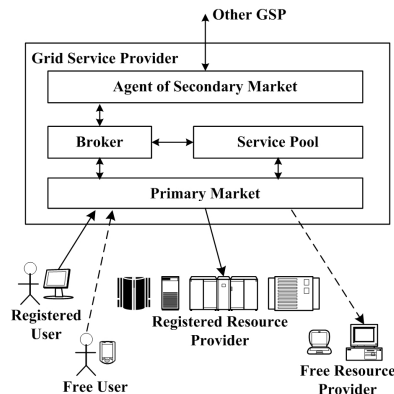 Other GSP
Grid Service Provider
Agent of Secondary Market
Broker
Service Pool
Primary Market
Registered
User
Registered Resource
Provider
Free User
Free Resource
Provider